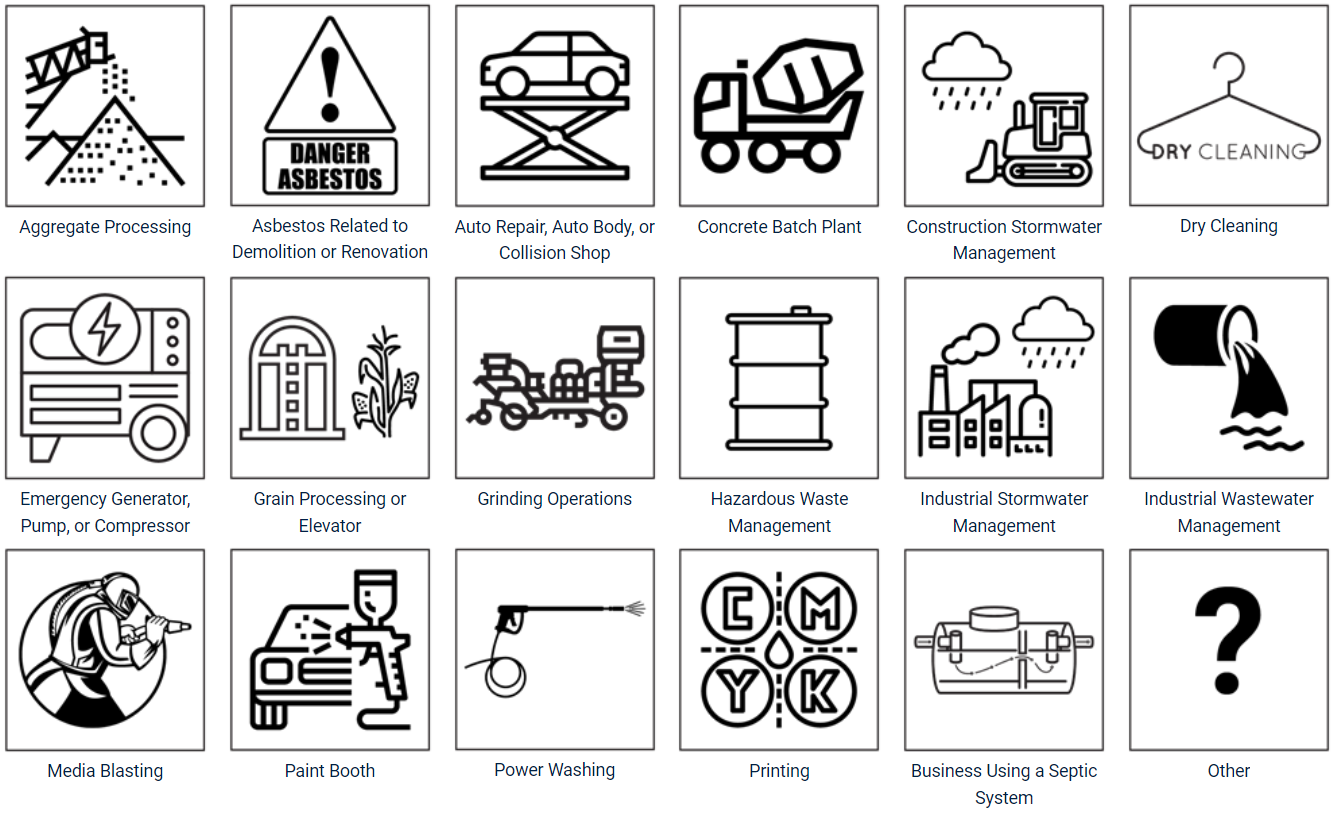 DANGER
ASBESTOS
DRY CLEANING
Aggregate Processing
Asbestos Related to
Demolition or Renovation
Auto Repair, Auto Body, or
Collision Shop
Concrete Batch Plant
Construction Stormwater
Management
Dry Cleaning
Emergency Generator,
Pump, or Compressor
Grain Processing or
Elevator
Grinding Operations
Hazardous Waste
Management
Industrial Stormwater
Management
Industrial Wastewater
Management
C M
Y K
?
Media Blasting
Paint Booth
Power Washing
Printing
Business Using a Septic
System
Other